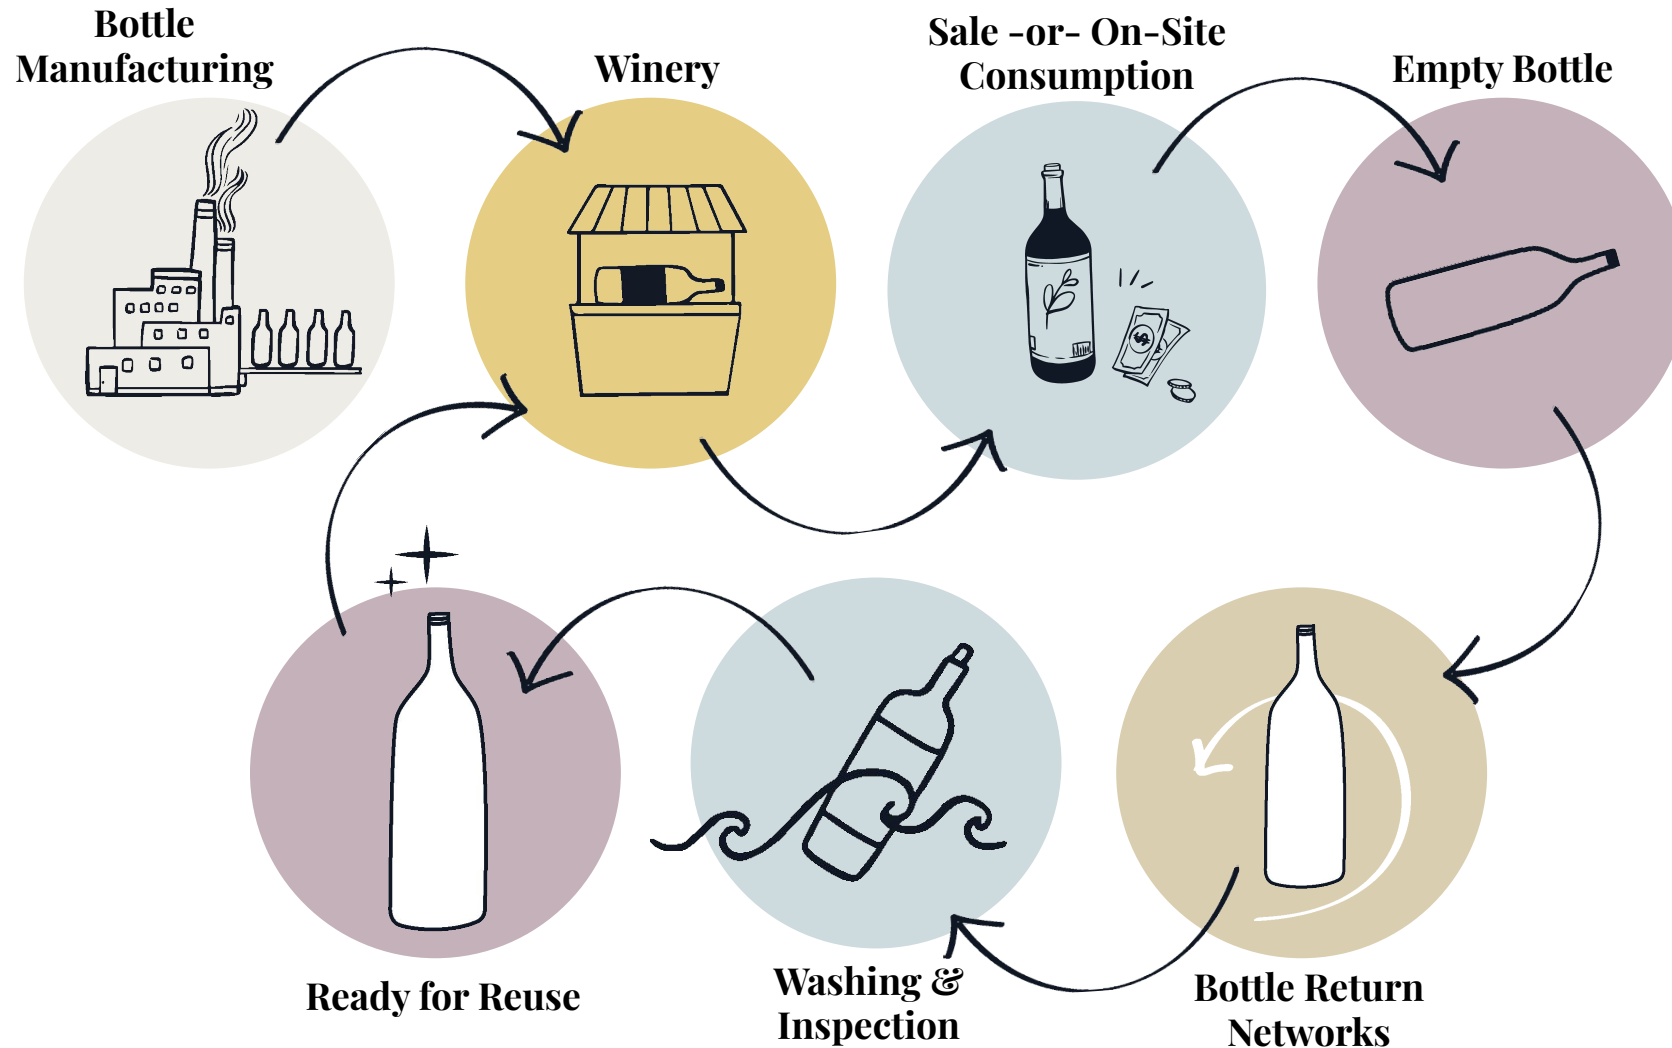 Bottle
Manufacturing
Winery
Sale -or- On-Site
Consumption
Empty Bottle
Ready for Reuse
Washing &
Inspection
Bottle Return
Networks